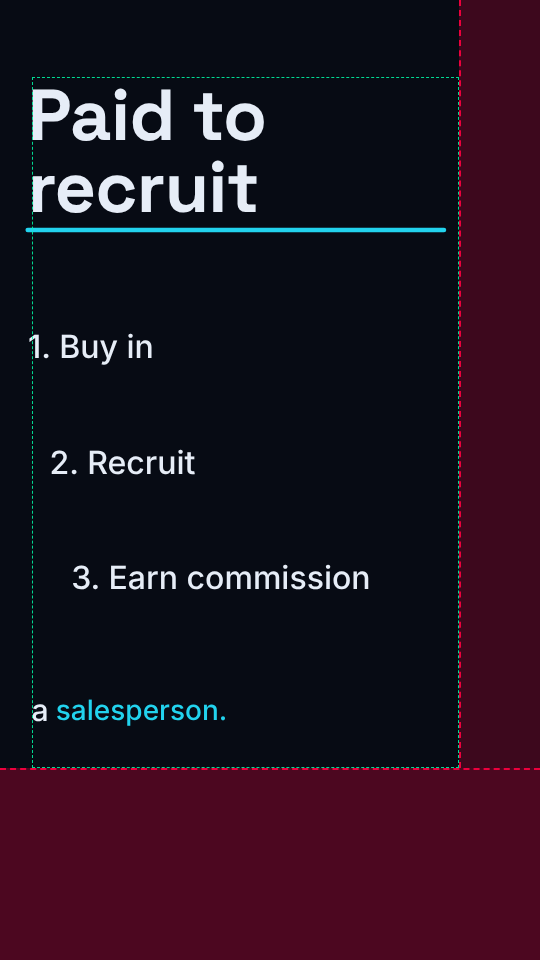 Paid to
recruit
1. Buy in
2. Recruit
3. Earn commission
a salesperson.